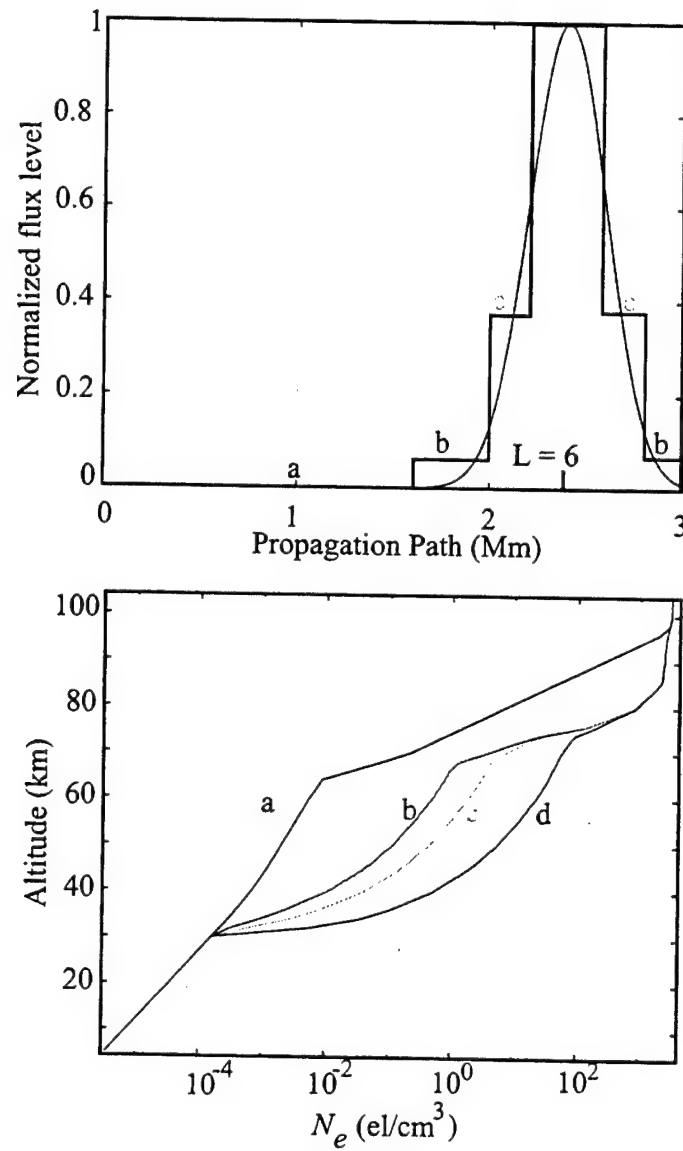 1
0.8
0.6
0.4
0.2
0
Normalized flux level
a
b
c
c
b
L = 6
0
1
2
3
Propagation Path (Mm)
100
80
60
40
20
Altitude (km)
a
b
c
d
10^-4
10^-2
10^0
10^2
N_e (el/cm^3)